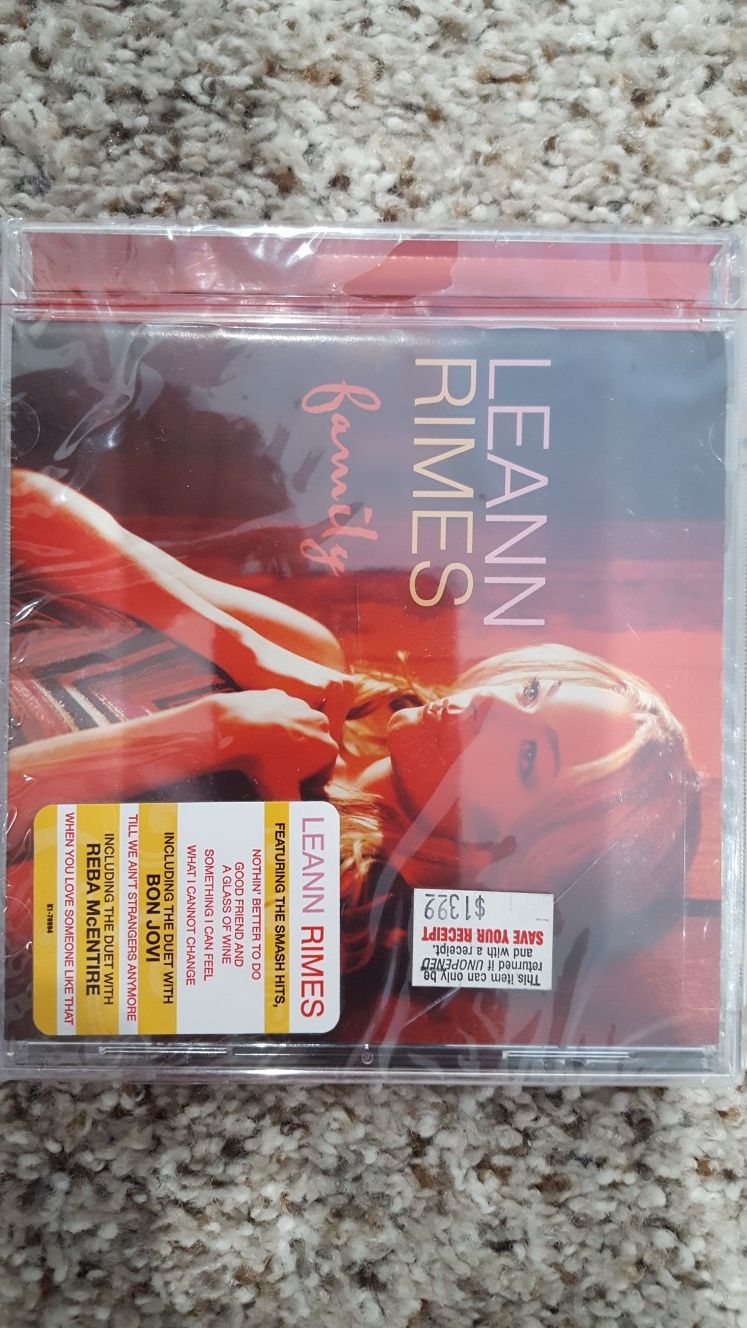 LEANN
RIMES
family
LEANN RIMES
FEATURING THE SMASH HITS,
NOTHIN' BETTER TO DO
GOOD FRIEND AND
A GLASS OF WINE
SOMETHING I CAN FEEL
WHAT I CANNOT CHANGE
INCLUDING THE DUET WITH
BON JOVI
TILL WE AIN'T STRANGERS ANYMORE
INCLUDING THE DUET WITH
REBA McENTIRE
WHEN YOU LOVE SOMEONE LIKE THAT
This item can only be
returned if UNOPENED
and with a receipt.
SAVE YOUR RECEIPT
$13.99